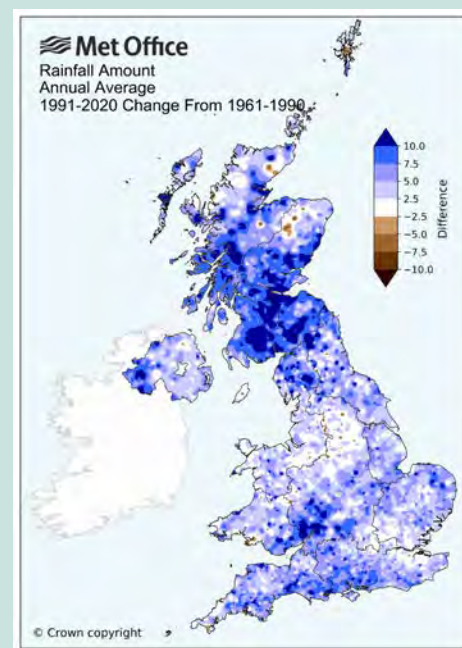 Met Office
Rainfall Amount
Annual Average
1991-2020 Change From 1961-1990
10.0
7.5
5.0
2.5
−2.5
−5.0
−7.5
−10.0
Difference
© Crown copyright